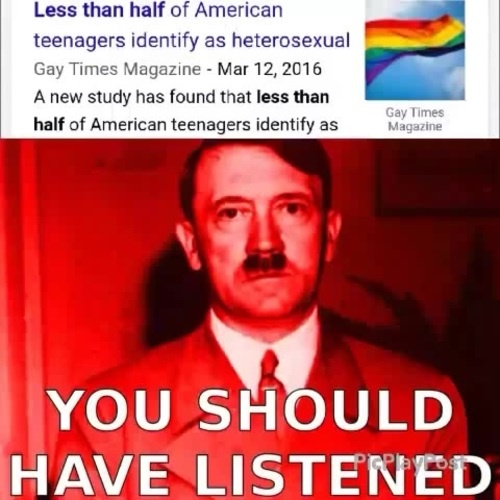 Less than half of American
teenagers identify as heterosexual
Gay Times Magazine - Mar 12, 2016
A new study has found that less than
half of American teenagers identify as
Gay Times
Magazine
YOU SHOULD
HAVE LISTENED
PicPlayPost